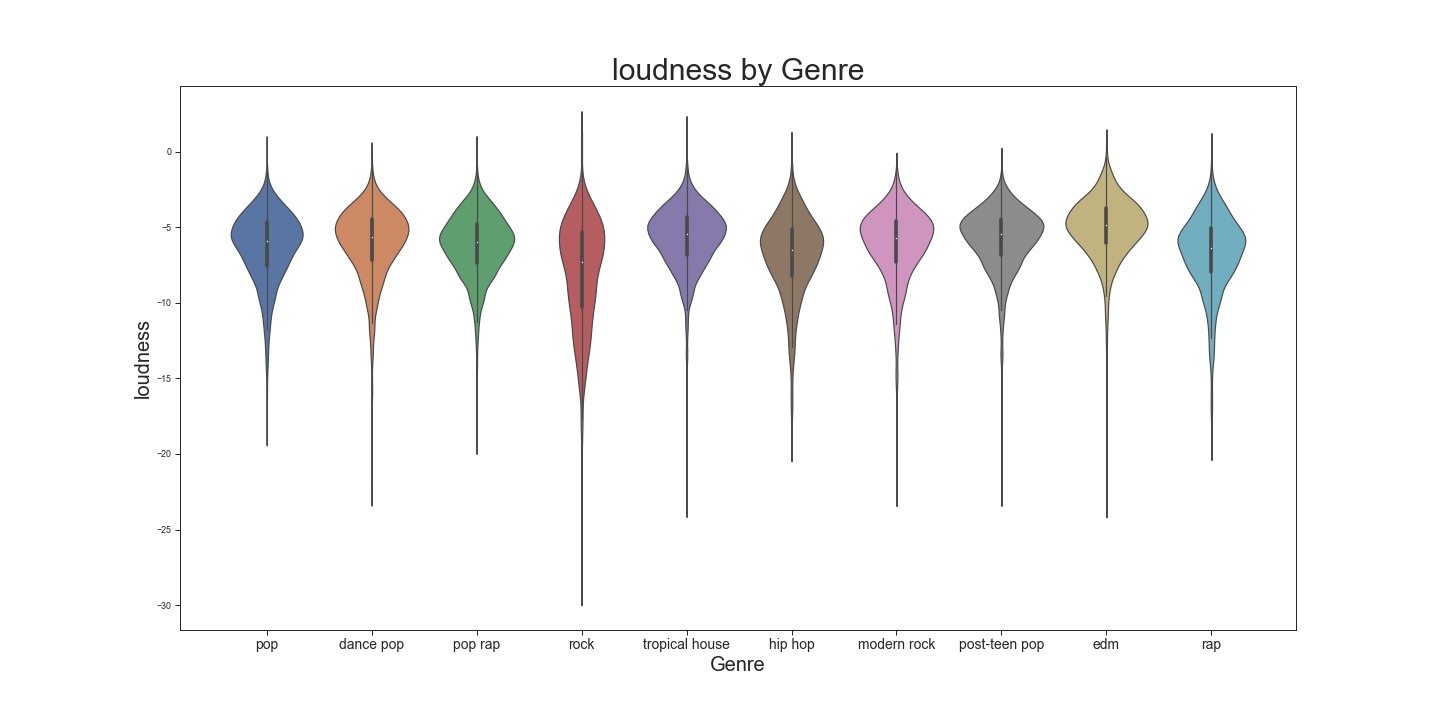 loudness by Genre
loudness
0
−5
−10
−15
−20
−25
−30
pop dance pop pop rap rock tropical house hip hop modern rock post-teen pop edm rap
Genre